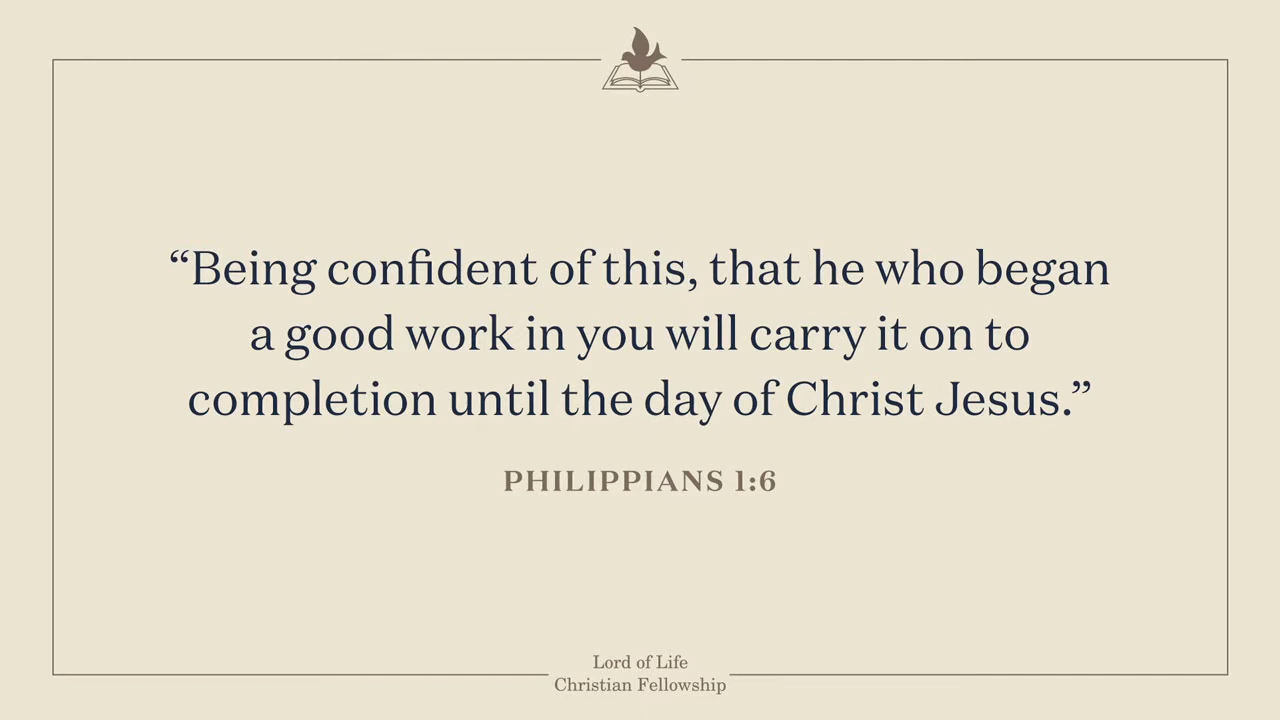 “Being confident of this, that he who began
a good work in you will carry it on to
completion until the day of Christ Jesus.”
PHILIPPIANS 1:6
Lord of Life
Christian Fellowship